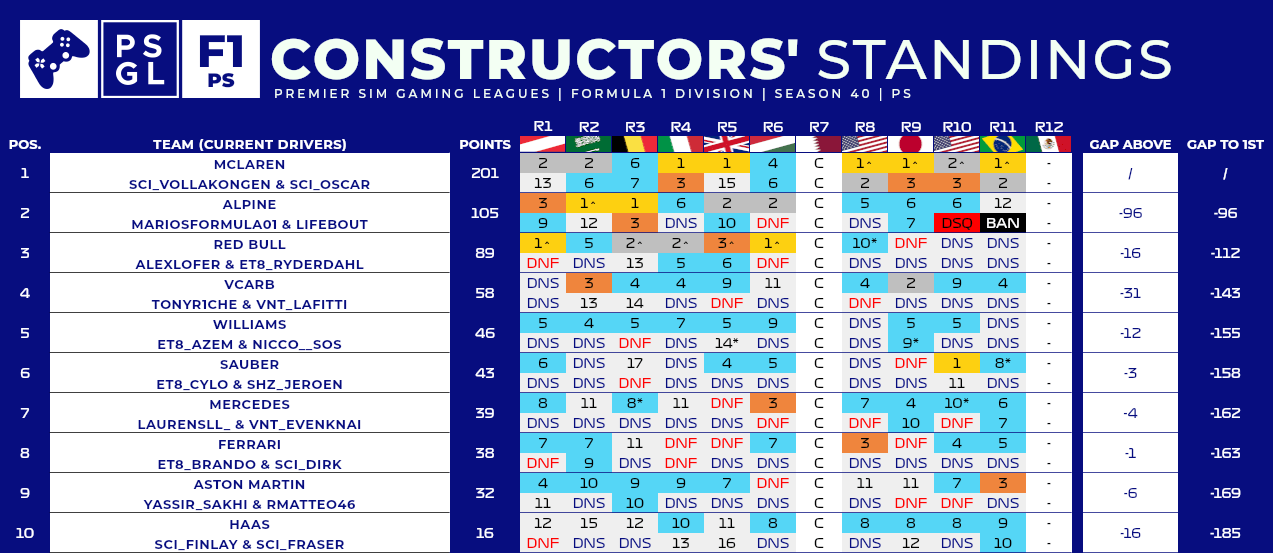 PS
GL
F1
PS
CONSTRUCTORS' STANDINGS
PREMIER SIM GAMING LEAGUES | FORMULA 1 DIVISION | SEASON 40 | PS
R1 R2 R3 R4 R5 R6 R7 R8 R9 R10 R11 R12
POS. TEAM (CURRENT DRIVERS) POINTS GAP ABOVE GAP TO 1ST
MCLAREN 2 2 6 1 1 4 C 1^ 1^ 2^ 1^ -
1 201 / /
SCI_VOLLAKONGEN & SCI_OSCAR 13 6 7 3 15 6 C 2 3 3 2 -
ALPINE 3 1^ 1 6 2 2 C 5 6 6 12 -
2 105 -96 -96
MARIOSFORMULA01 & LIFEBOUT 9 12 3 DNS 10 DNF C DNS 7 DSQ BAN -
RED BULL 1^ 5 2^ 2^ 3^ 1^ C 10* DNF DNS DNS -
3 89 -16 -112
ALEXLOFER & ET8_RYDERDAHL DNF DNS 13 5 6 DNF C DNS DNS DNS DNS -
VCARB DNS 3 4 4 9 11 C 4 2 9 4 -
4 58 -31 -143
TONYR1CHE & VNT_LAFITTI DNS 13 14 DNS DNF DNS C DNF DNS DNS DNS -
WILLIAMS 5 4 5 7 5 9 C DNS 5 5 DNS -
5 46 -12 -155
ET8_AZEM & NICCO__SOS DNS DNS DNF DNS 14* DNS C DNS 9* DNS DNS -
SAUBER 6 DNS 17 DNS 4 5 C DNS DNF 1 8* -
6 43 -3 -158
ET8_CYLO & SHZ_JEROEN DNS DNS DNF DNS DNS DNS C DNS DNS 11 DNS -
MERCEDES 8 11 8* 11 DNF 3 C 7 4 10* 6 -
7 39 -4 -162
LAURENSLL_ & VNT_EVENKNAI DNS DNS DNS DNS DNS DNF C DNF 10 DNF 7 -
FERRARI 7 7 11 DNF DNF 7 C 3 DNF 4 5 -
8 38 -1 -163
ET8_BRANDO & SCI_DIRK DNF 9 DNS DNF DNS DNS C DNS DNS DNS DNS -
ASTON MARTIN 4 10 9 9 7 DNF C 11 11 7 3 -
9 32 -6 -169
YASSIR_SAKHI & RMATTEO46 11 DNS 10 DNS DNS DNS C DNS DNF DNF DNS -
HAAS 12 15 12 10 11 8 C 8 8 8 9 -
10 16 -16 -185
SCI_FINLAY & SCI_FRASER DNF DNS DNS 13 16 DNS C DNS 12 DNS 10 -